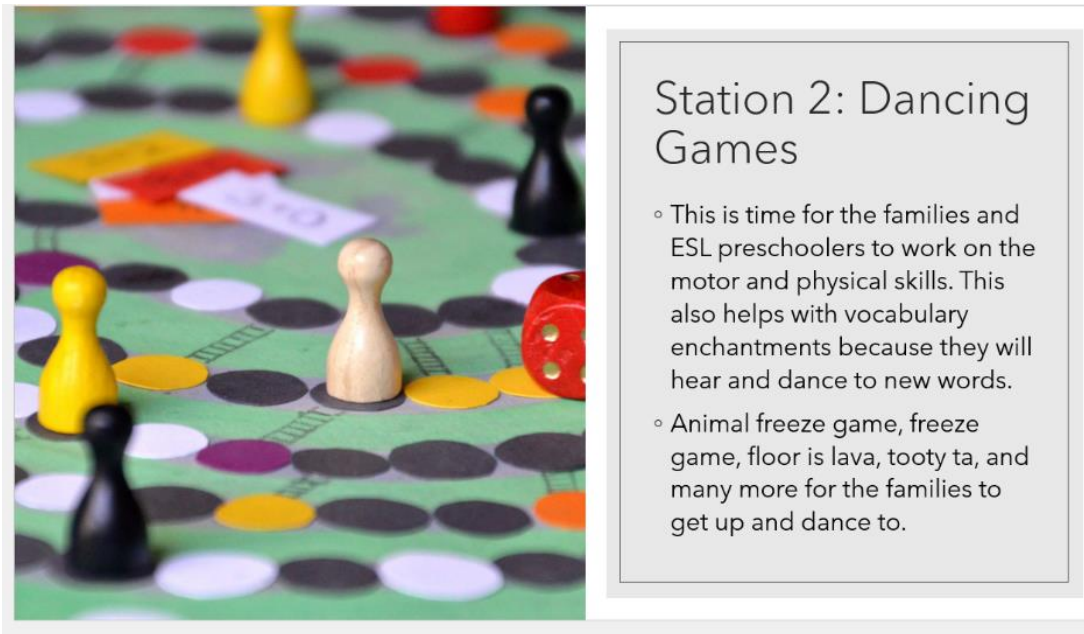 Station 2: Dancing
Games
◦ This is time for the families and
ESL preschoolers to work on the
motor and physical skills. This
also helps with vocabulary
enchantments because they will
hear and dance to new words.
◦ Animal freeze game, freeze
game, floor is lava, tooty ta, and
many more for the families to
get up and dance to.